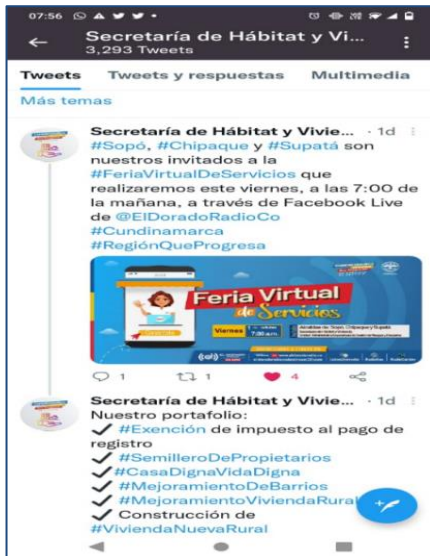 07:56
Secretaría de Hábitat y Vi...
3,293 Tweets
Tweets
Tweets y respuestas
Multimedia
Más temas
Secretaría de Hábitat y Vivie... · 1d
#Sopó, #Chipaque y #Supatá son
nuestros invitados a la
#FeriaVirtualDeServicios que
realizaremos este viernes, a las 7:00 de
la mañana, a través de Facebook Live
de @ElDoradoRadioCo
#Cundinamarca
#RegiónQueProgresa
Feria Virtual
de Servicios
Viernes
7:00 a.m.
1
1
4
Secretaría de Hábitat y Vivie... · 1d
Nuestro portafolio:
✓ #Exención de impuesto al pago de
registro
✓ #SemilleroDePropietarios
✓ #CasaDignaVidaDigna
✓ #MejoramientoDeBarrios
✓ #MejoramientoViviendaRural
✓ Construcción de
#ViviendaNuevaRural